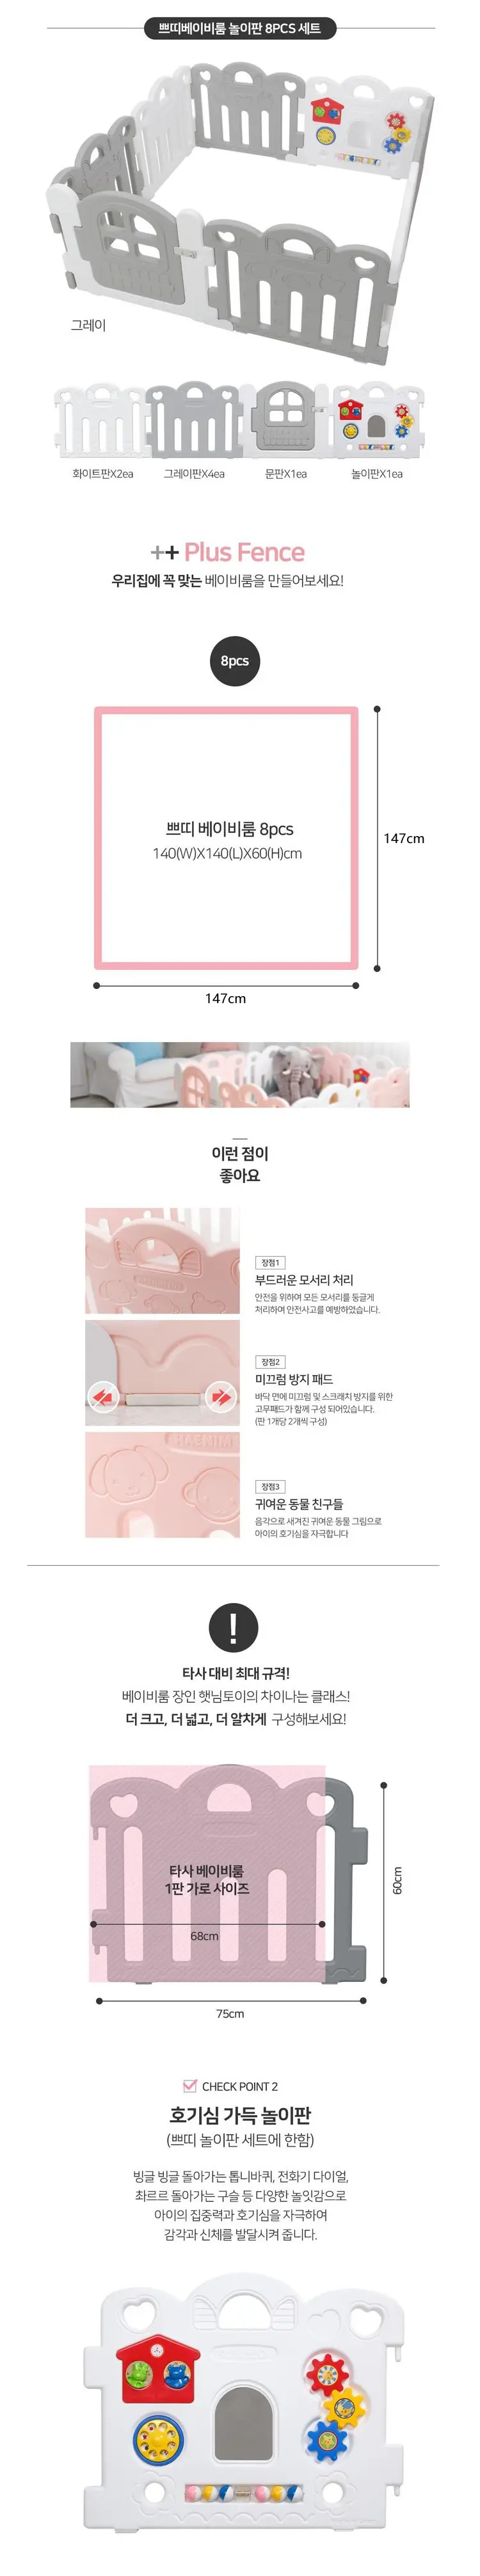 쁘띠베이비룸 놀이판 8PCS 세트
그레이
화이트판X2ea
그레이판X4ea
문판X1ea
놀이판X1ea
++ Plus Fence
우리집에 꼭 맞는 베이비룸을 만들어보세요!
8pcs
쁘띠 베이비룸 8pcs
140(W)X140(L)X60(H)cm
147cm
147cm
이런 점이
좋아요
장점1
부드러운 모서리 처리
안전을 위하여 모든 모서리를 둥글게
처리하여 안전사고를 예방하였습니다.
장점2
미끄럼 방지 패드
바닥 면에 미끄럼 및 스크래치 방지를 위한
고무패드가 함께 구성 되어있습니다.
(판 1개당 2개씩 구성)
HAENIM
장점3
귀여운 동물 친구들
음각으로 새겨진 귀여운 동물 그림으로
아이의 호기심을 자극합니다
!
타사 대비 최대 규격!
베이비룸 장인 햇님토이의 차이나는 클래스!
더 크고, 더 넓고, 더 알차게 구성해보세요!
타사 베이비룸
1판 가로 사이즈
68cm
60cm
75cm
CHECK POINT 2
호기심 가득 놀이판
(쁘띠 놀이판 세트에 한함)
빙글 빙글 돌아가는 톱니바퀴, 전화기 다이얼,
촤르르 돌아가는 구슬 등 다양한 놀잇감으로
아이의 집중력과 호기심을 자극하여
감각과 신체를 발달시켜 줍니다.